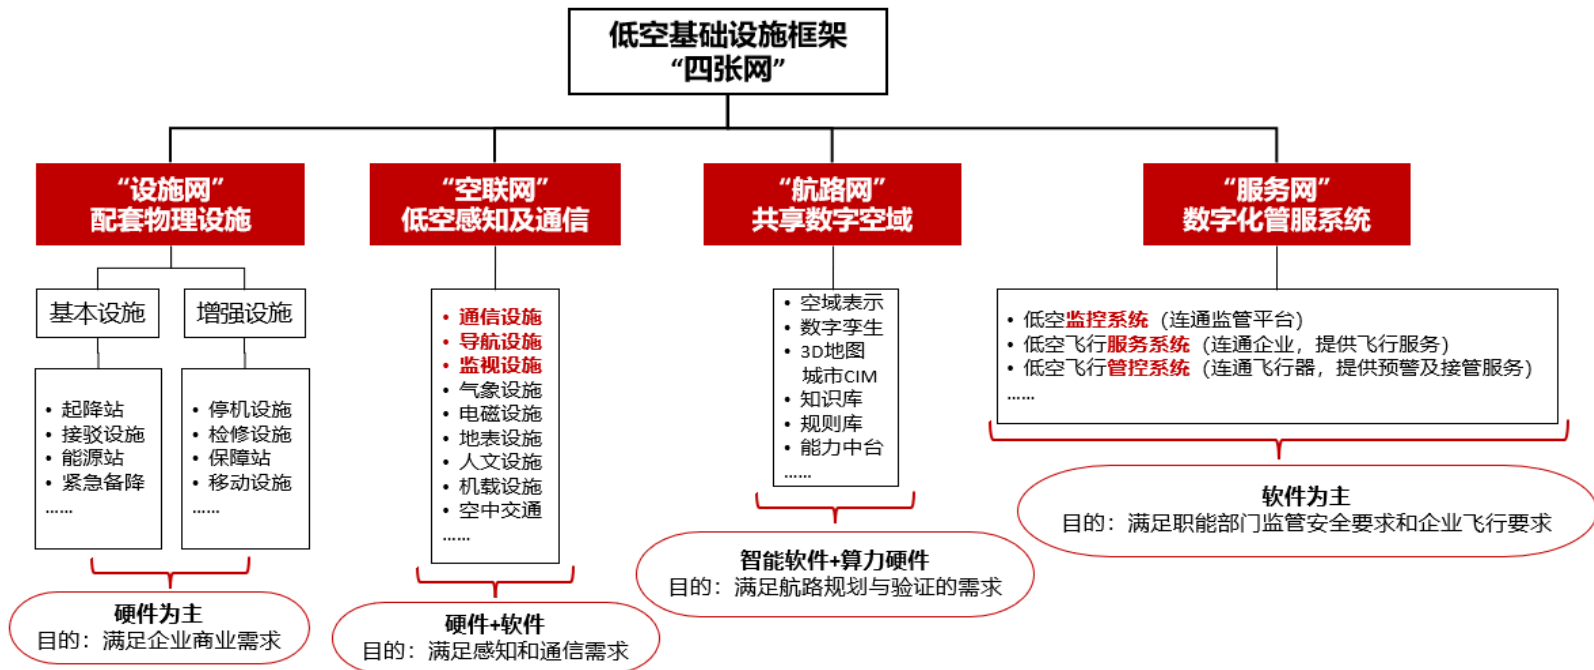 低空基础设施框架
“四张网”
“设施网”
配套物理设施
基本设施
• 起降站
• 接驳设施
• 能源站
• 紧急备降
……
增强设施
• 停机设施
• 检修设施
• 保障站
• 移动设施
……
硬件为主
目的：满足企业商业需求
“空联网”
低空感知及通信
• 通信设施
• 导航设施
• 监视设施
• 气象设施
• 电磁设施
• 地表设施
• 人文设施
• 机载设施
• 空中交通
……
硬件+软件
目的：满足感知和通信需求
“航路网”
共享数字空域
• 空域表示
• 数字孪生
• 3D地图
城市CIM
• 知识库
• 规则库
• 能力中台
……
智能软件+算力硬件
目的：满足航路规划与验证的需求
“服务网”
数字化管服系统
• 低空监控系统（连通监管平台）
• 低空飞行服务系统（连通企业，提供飞行服务）
• 低空飞行管控系统（连通飞行器，提供预警及接管服务）
……
软件为主
目的：满足职能部门监管安全要求和企业飞行要求